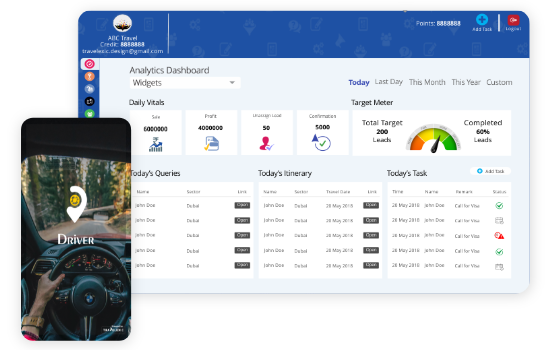 ABC Travel
Credit: 8888888
travelexic.design@gmail.com
Points: 8888888
Add Task
Logout
Analytics Dashboard
Widgets
Today Last Day This Month This Year Custom
Daily Vitals
Target Meter
Sale Profit Unassign Lead Confirmation
6000000 4000000 50 5000
Total Target
200
Leads
Completed
60%
Leads
Today's Queries
Today's Itinerary
Today's Task
Add Task
Name Sector Link
John Doe Dubai Open
John Doe Dubai Open
John Doe Dubai Open
John Doe Dubai Open
John Doe Dubai Open
Name Sector Travel Date Link
John Doe Dubai 28 May 2018 Open
John Doe Dubai 28 May 2018 Open
John Doe Dubai 28 May 2018 Open
John Doe Dubai 28 May 2018 Open
John Doe Dubai 28 May 2018 Open
Time Name Remark Status
28 May 2018 John Doe Call for Visa
28 May 2018 John Doe Call for Visa
28 May 2018 John Doe Call for Visa
28 May 2018 John Doe Call for Visa
28 May 2018 John Doe Call for Visa
DRIVER